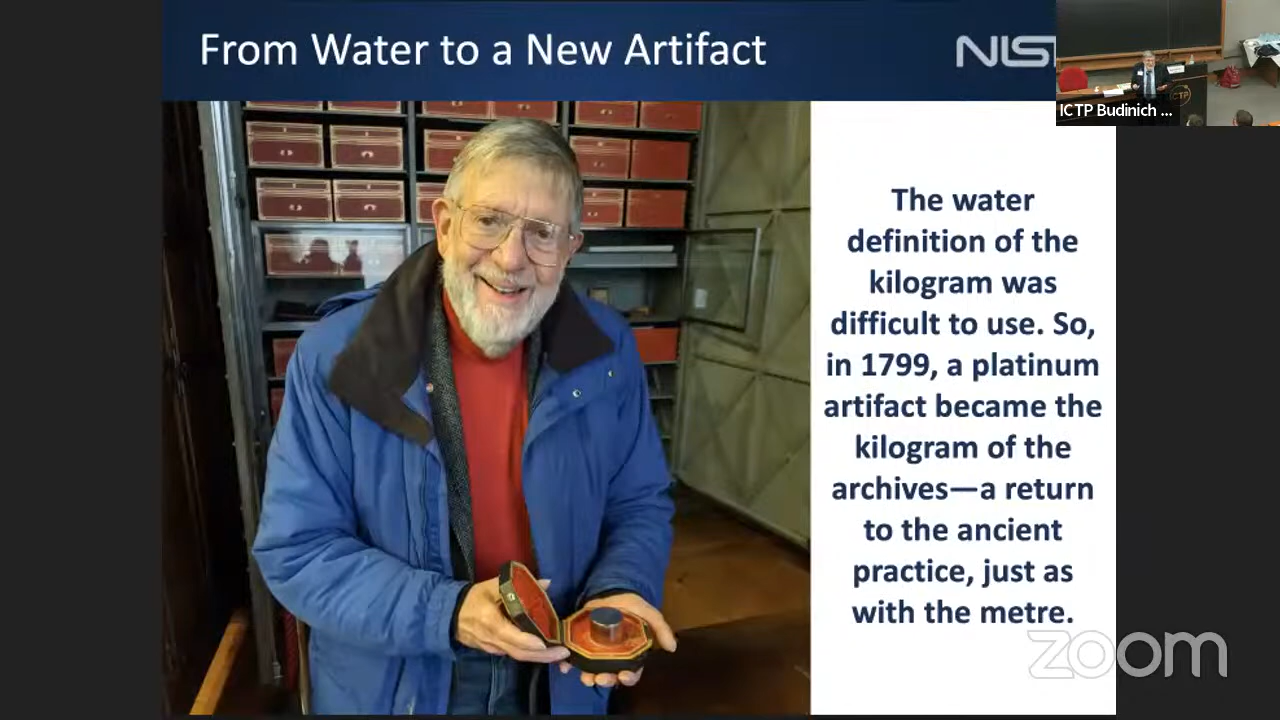 From Water to a New Artifact
NIS
ICTP Budinich ...
ICTP
The water
definition of the
kilogram was
difficult to use. So,
in 1799, a platinum
artifact became the
kilogram of the
archives—a return
to the ancient
practice, just as
with the metre.
zoom